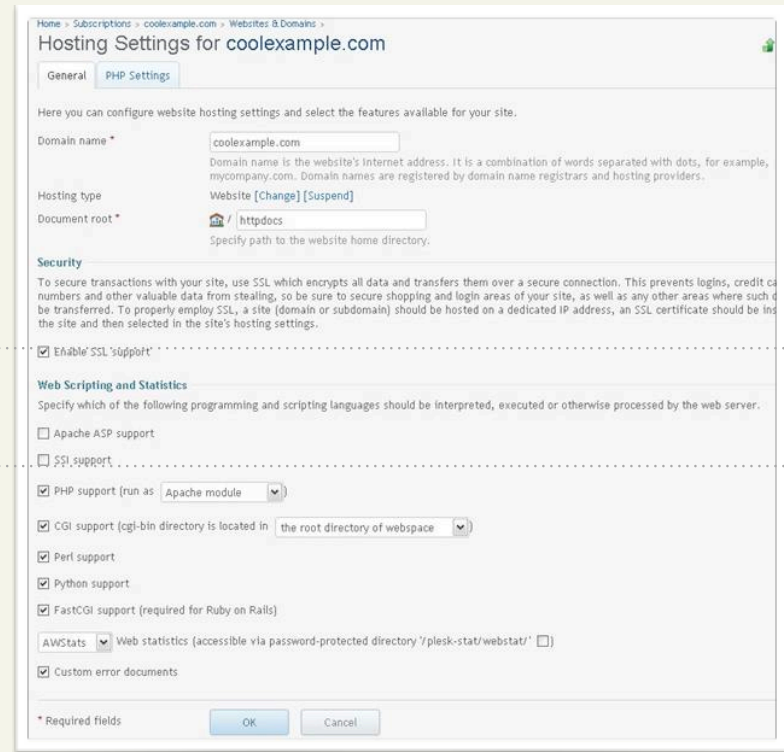 Home > Subscriptions > coolexample.com > Websites & Domains >
Hosting Settings for coolexample.com
General PHP Settings
Here you can configure website hosting settings and select the features available for your site.
Domain name * coolexample.com
Domain name is the website's Internet address. It is a combination of words separated with dots, for example,
mycompany.com. Domain names are registered by domain name registrars and hosting providers.
Hosting type Website [Change] [Suspend]
Document root * / httpdocs
Specify path to the website home directory.
Security
To secure transactions with your site, use SSL which encrypts all data and transfers them over a secure connection. This prevents logins, credit
numbers and other valuable data from stealing, so be sure to secure shopping and login areas of your site, as well as any other areas where such
be transferred. To properly employ SSL, a site (domain or subdomain) should be hosted on a dedicated IP address, an SSL certificate should be
the site and then selected in the site's hosting settings.
Enable SSL support
Web Scripting and Statistics
Specify which of the following programming and scripting languages should be interpreted, executed or otherwise processed by the web server.
Apache ASP support
SSI support
PHP support (run as Apache module )
CGI support (cgi-bin directory is located in the root directory of webspace )
Perl support
Python support
FastCGI support (required for Ruby on Rails)
AWStats Web statistics (accessible via password-protected directory '/plesk-stat/webstat/' )
Custom error documents
* Required fields OK Cancel